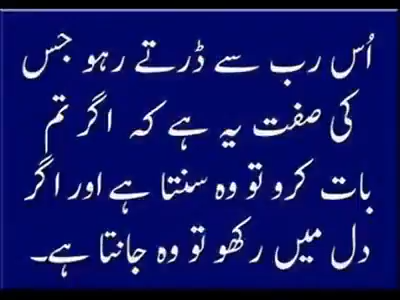 اُس رب سے ڈرتے رہو جس
کی صفت یہ ہے کہ اگر تم
بات کرو تو وہ سنتا ہے اور اگر
دل میں رکھو تو وہ جانتا ہے۔